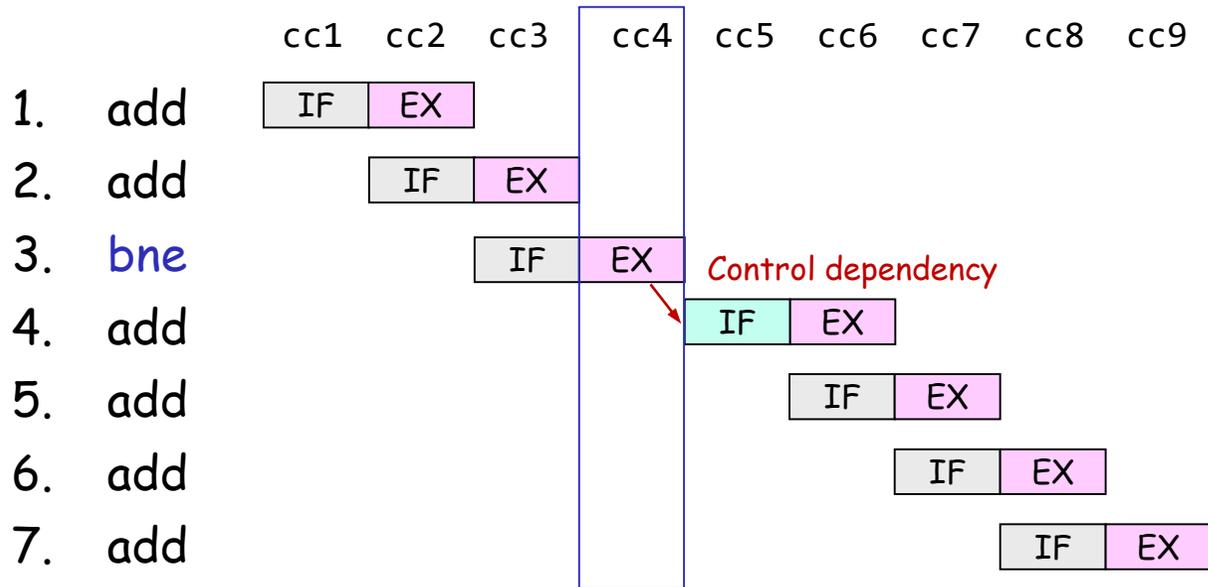 cc1 cc2 cc3 cc4 cc5 cc6 cc7 cc8 cc9
1. add IF EX
2. add IF EX
3. bne IF EX Control dependency
4. add IF EX
5. add IF EX
6. add IF EX
7. add IF EX